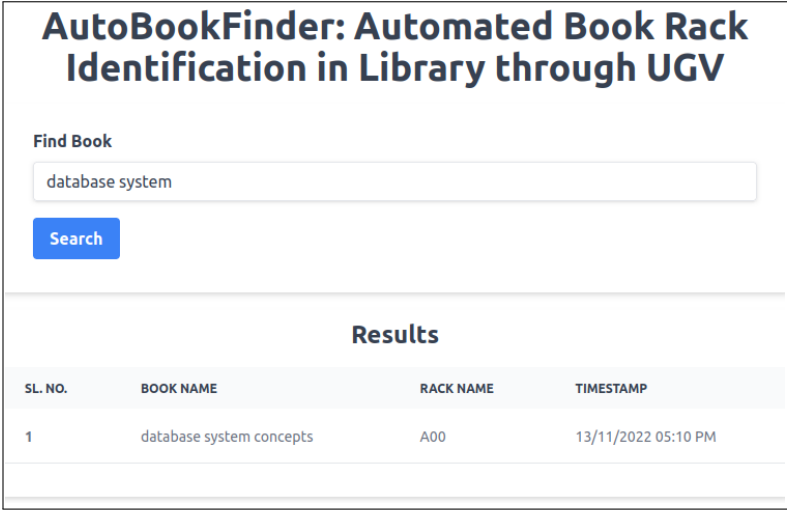 AutoBookFinder: Automated Book Rack
Identification in Library through UGV
Find Book
database system
Search
Results
SL. NO. BOOK NAME RACK NAME TIMESTAMP
1 database system concepts A00 13/11/2022 05:10 PM